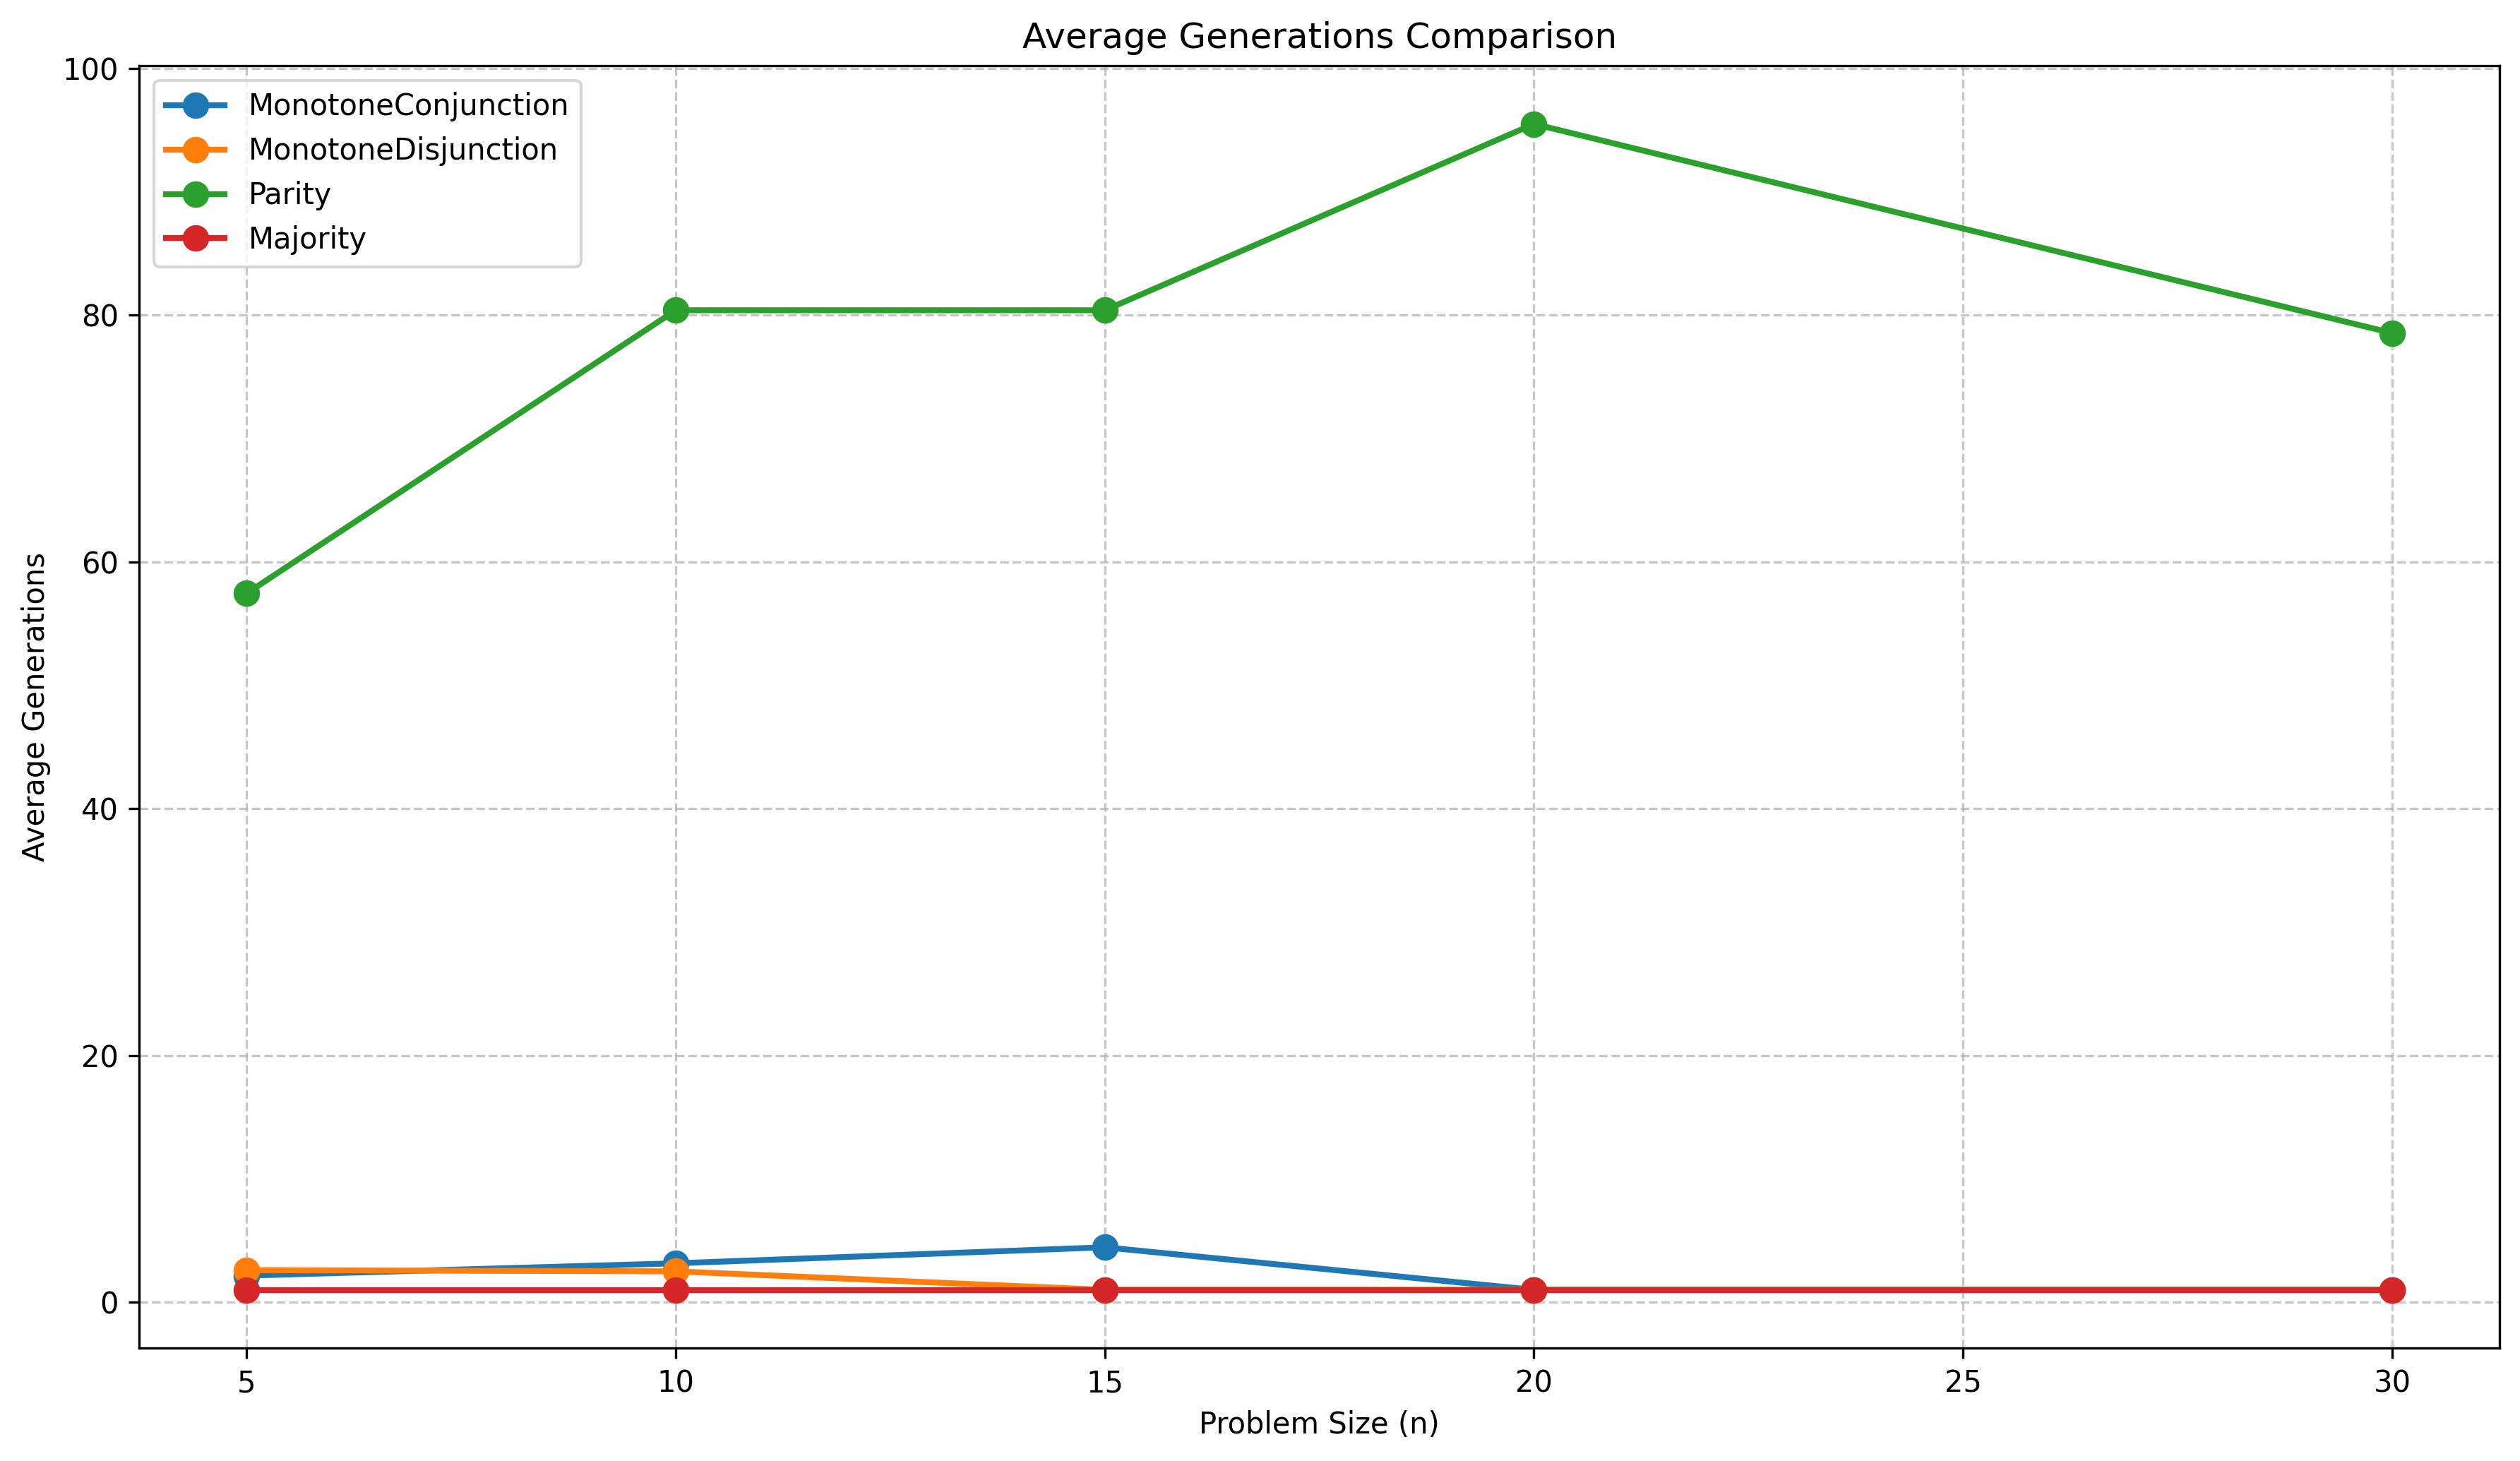 Average Generations Comparison
100
80
60
40
20
0
Average Generations
MonotoneConjunction
MonotoneDisjunction
Parity
Majority
5 10 15 20 25 30
Problem Size (n)